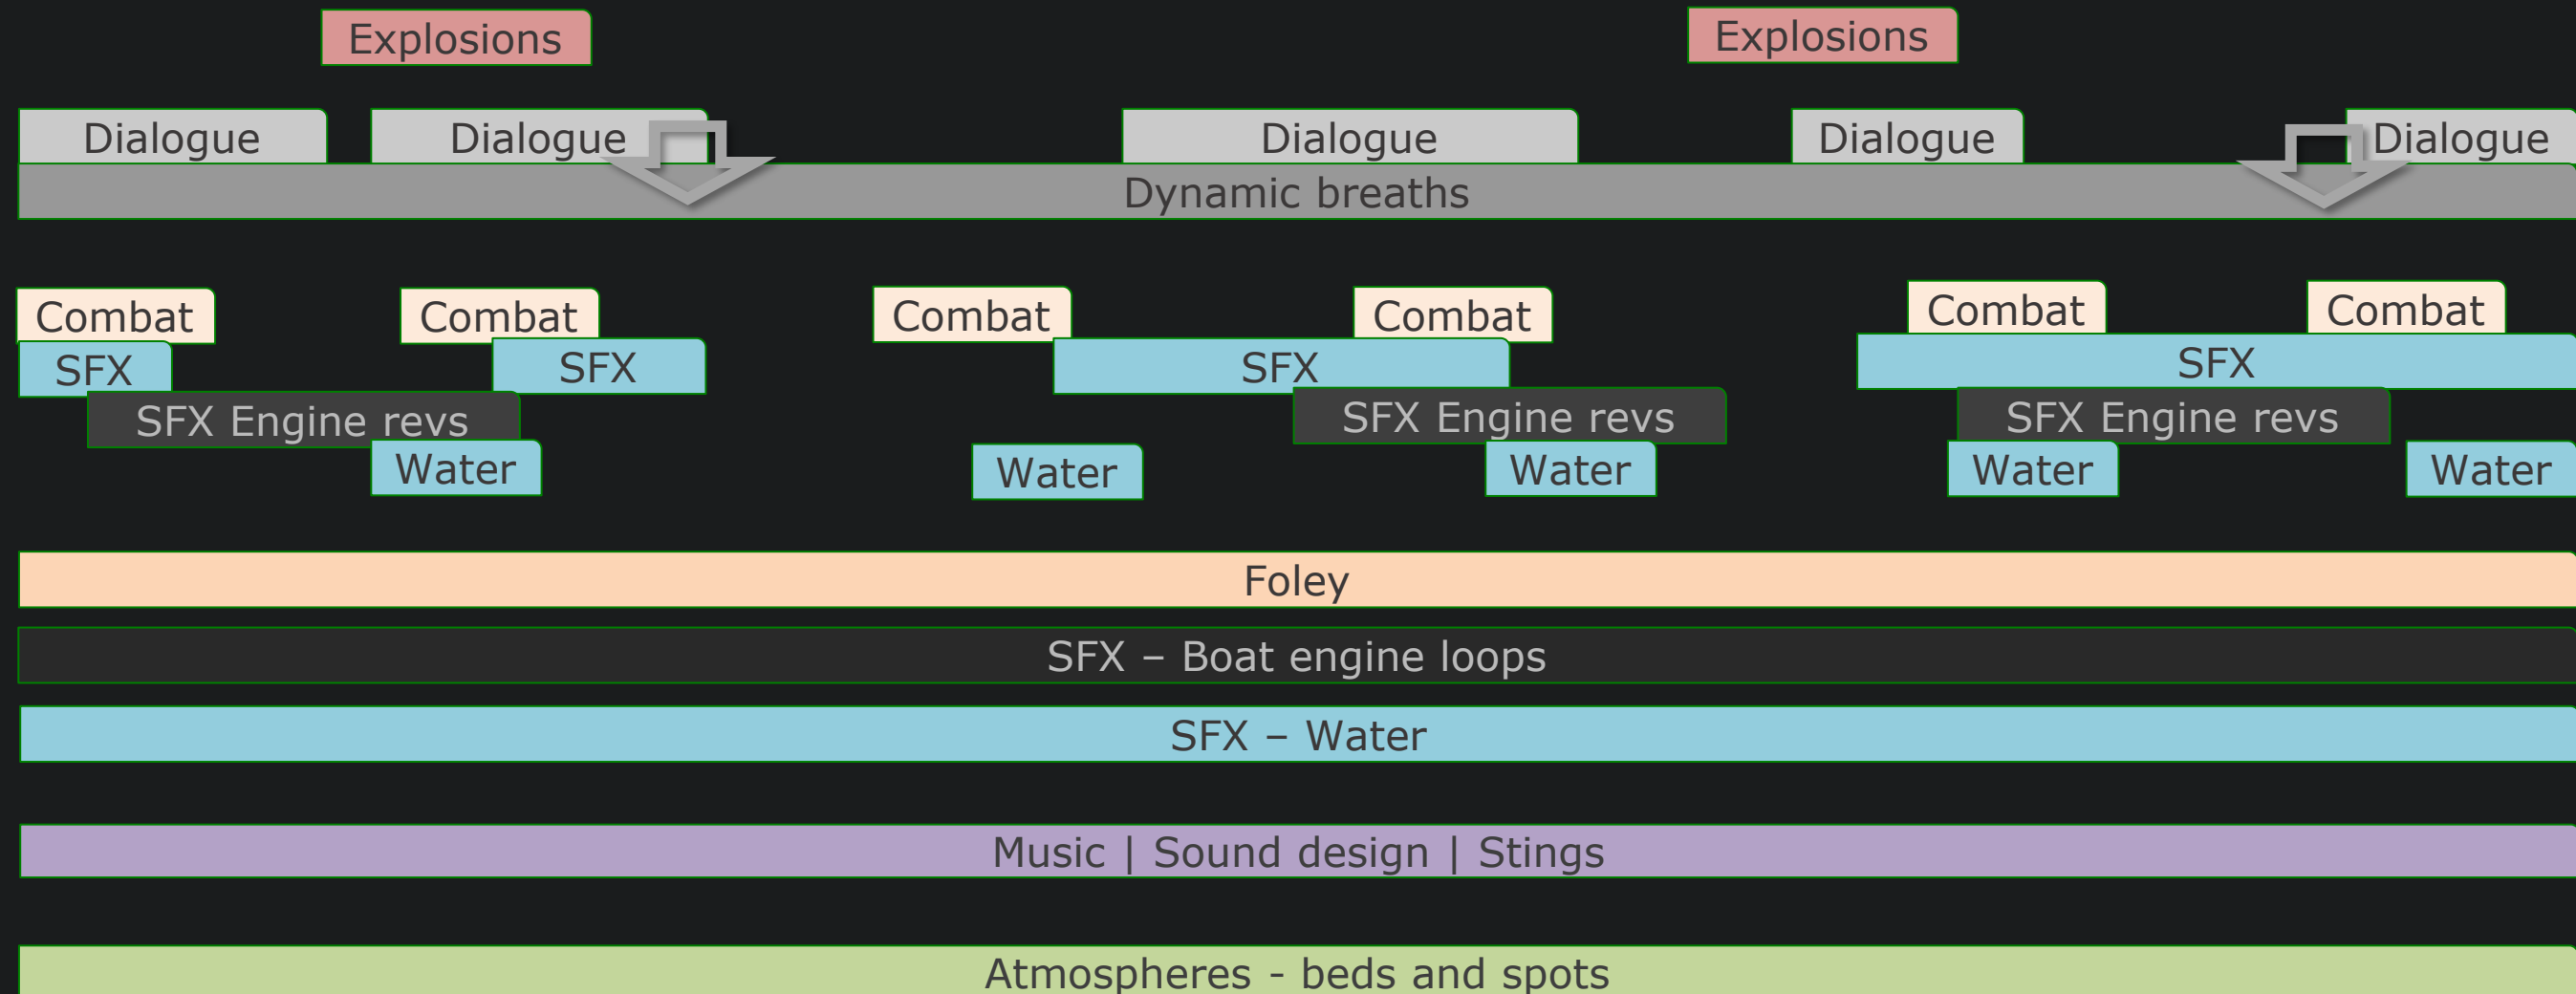 Explosions Explosions
Dialogue Dialogue Dialogue Dialogue Dialogue
Dynamic breaths
Combat Combat Combat Combat Combat Combat
SFX SFX SFX SFX
SFX Engine revs SFX Engine revs SFX Engine revs
Water Water Water Water Water
Foley
SFX – Boat engine loops
SFX – Water
Music | Sound design | Stings
Atmospheres - beds and spots